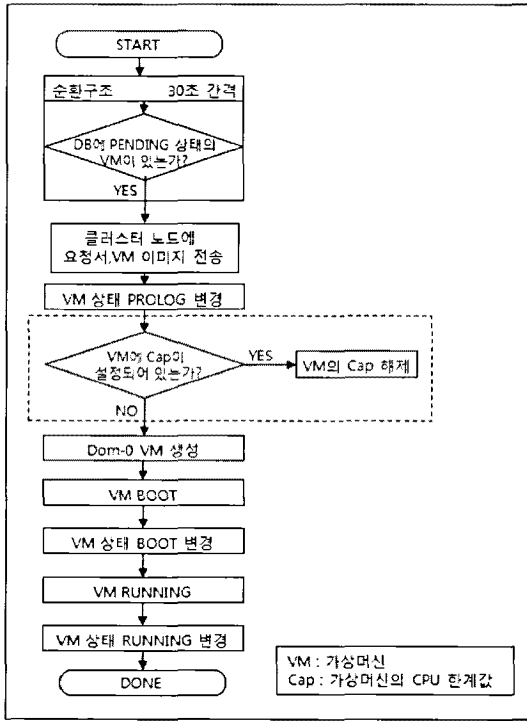 START
순환구조 30초 간격
DB에 PENDING 상태의
VM이 있는가?
YES
클러스터 노드에
요청서,VM 이미지 전송
VM 상태 PROLOG 변경
VM에 Cap이
설정되어 있는가?
YES
VM의 Cap 해제
NO
Dom-0 VM 생성
VM BOOT
VM 상태 BOOT 변경
VM RUNNING
VM 상태 RUNNING 변경
DONE
VM : 가상머신
Cap : 가상머신의 CPU 한계값